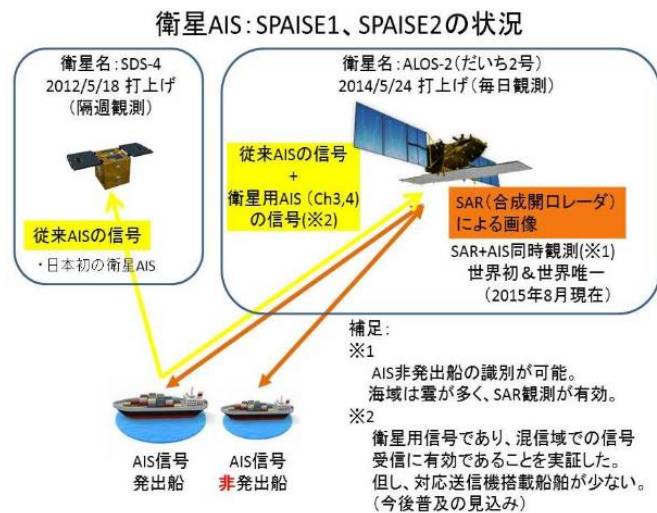 衛星AIS：SPAISE1、SPAISE2の状況
衛星名：SDS-4
2012/5/18 打上げ
（隔週観測）
従来AISの信号
・日本初の衛星AIS
衛星名：ALOS-2（だいち2号）
2014/5/24 打上げ（毎日観測）
従来AISの信号
+
衛星用AIS（Ch3,4）
の信号(※2)
SAR（合成開口レーダ）
による画像
SAR+AIS同時観測(※1)
世界初＆世界唯一
（2015年8月現在）
AIS信号
発出船
AIS信号
非発出船
補足：
※1
AIS非発出船の識別が可能。
海域は雲が多く、SAR観測が有効。
※2
衛星用信号であり、混信域での信号
受信に有効であることを実証した。
但し、対応送信機搭載船舶が少ない。
（今後普及の見込み）